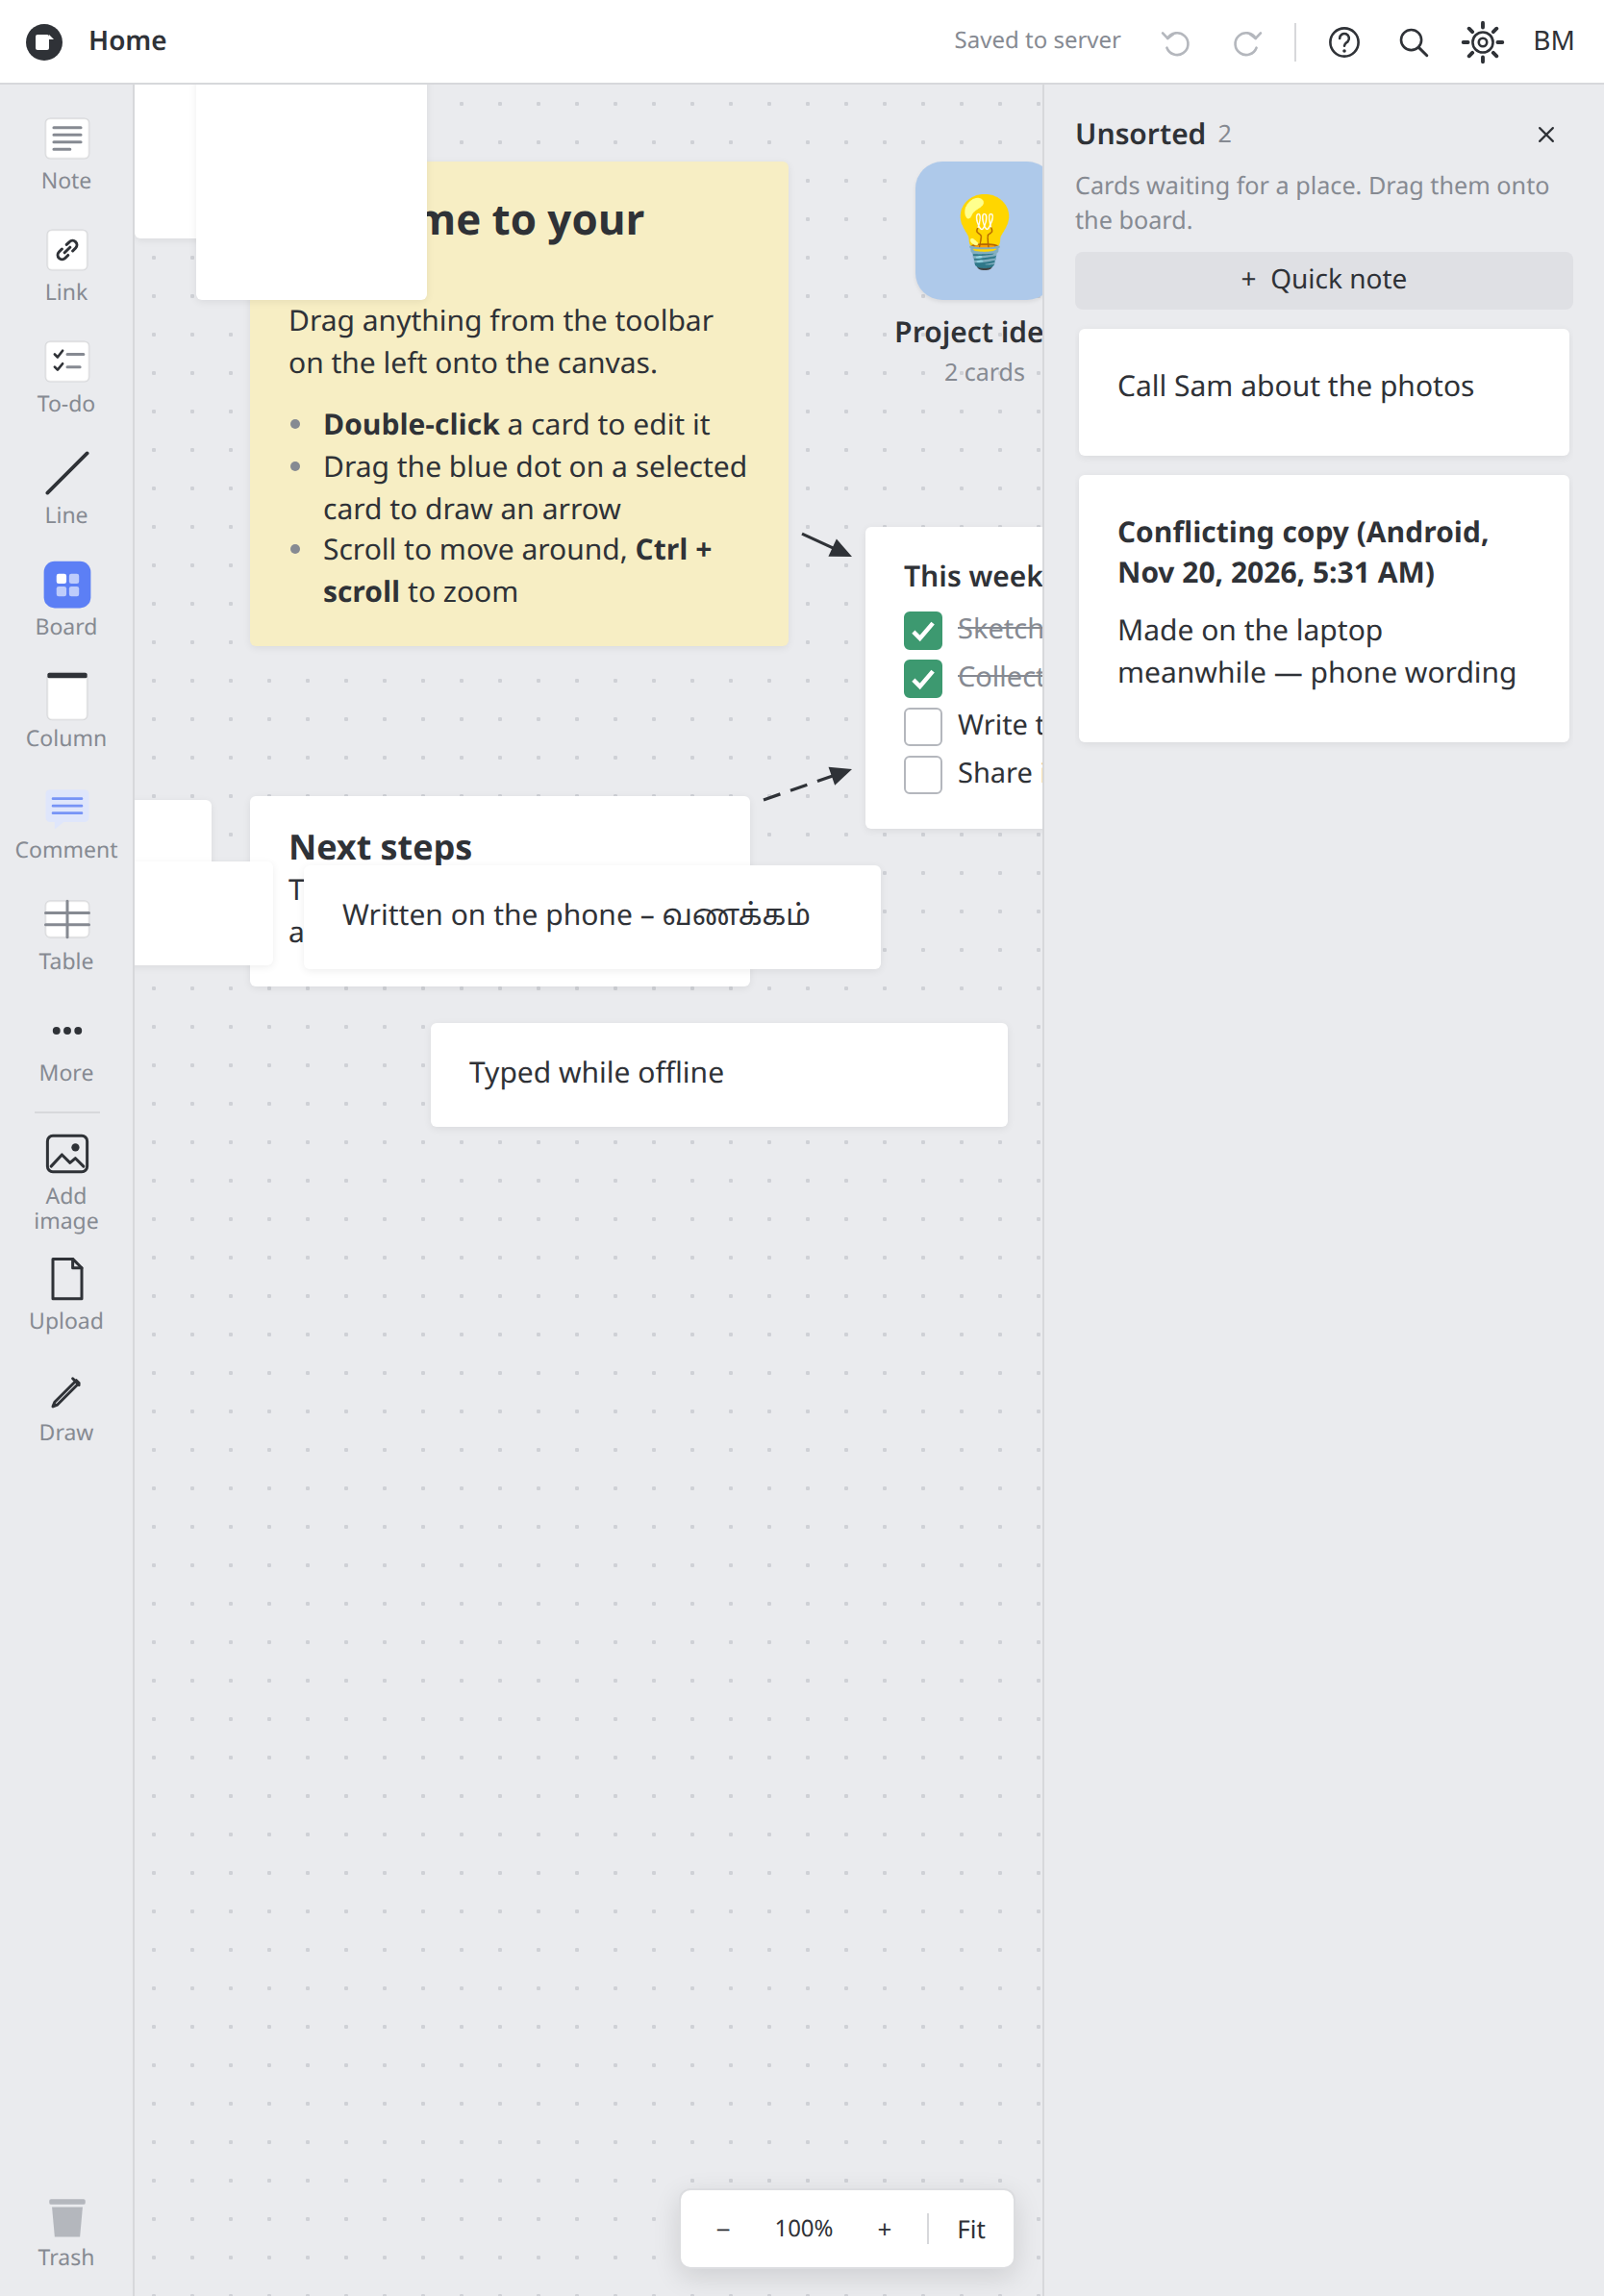 Home
Saved to server
BM
Note
Link
To-do
Line
Board
Column
Comment
Table
More
Add
image
Upload
Draw
Trash
me to your
Drag anything from the toolbar
on the left onto the canvas.
Double-click a card to edit it
Drag the blue dot on a selected
card to draw an arrow
Scroll to move around, Ctrl +
scroll to zoom
Project ide
2 cards
This week
Sketch
Collect
Write t
Share
Next steps
T
a
Written on the phone – வணக்கம்
Typed while offline
− 100% + Fit
Unsorted 2
Cards waiting for a place. Drag them onto
the board.
+ Quick note
Call Sam about the photos
Conflicting copy (Android,
Nov 20, 2026, 5:31 AM)
Made on the laptop
meanwhile — phone wording